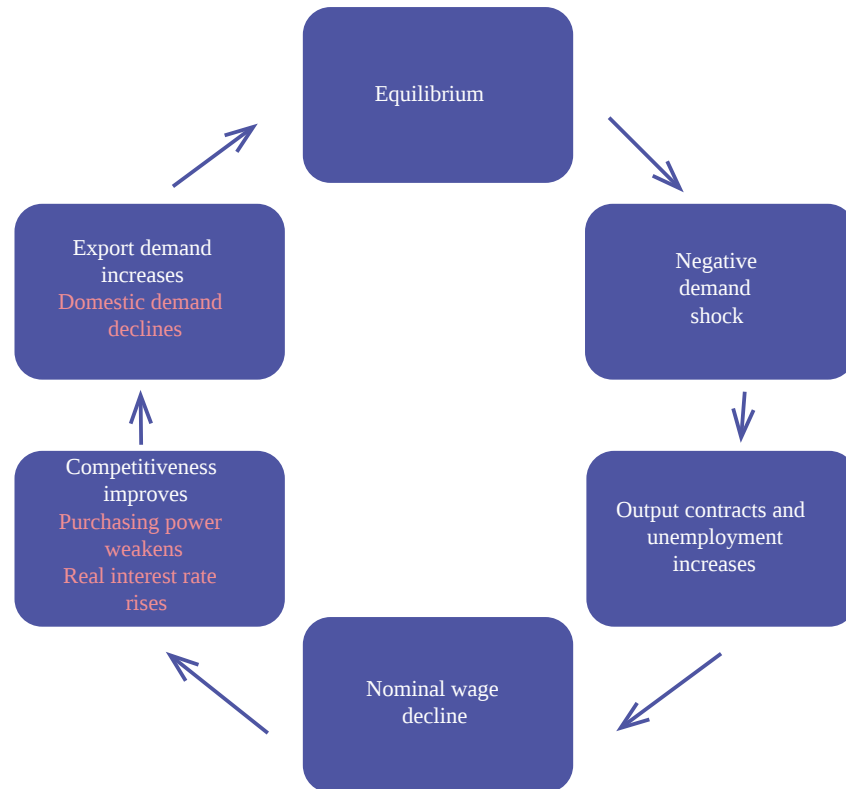 Equilibrium
Negative
demand
shock
Output contracts and
unemployment
increases
Nominal wage
decline
Competitiveness
improves
Purchasing power
weakens
Real interest rate
rises
Export demand
increases
Domestic demand
declines